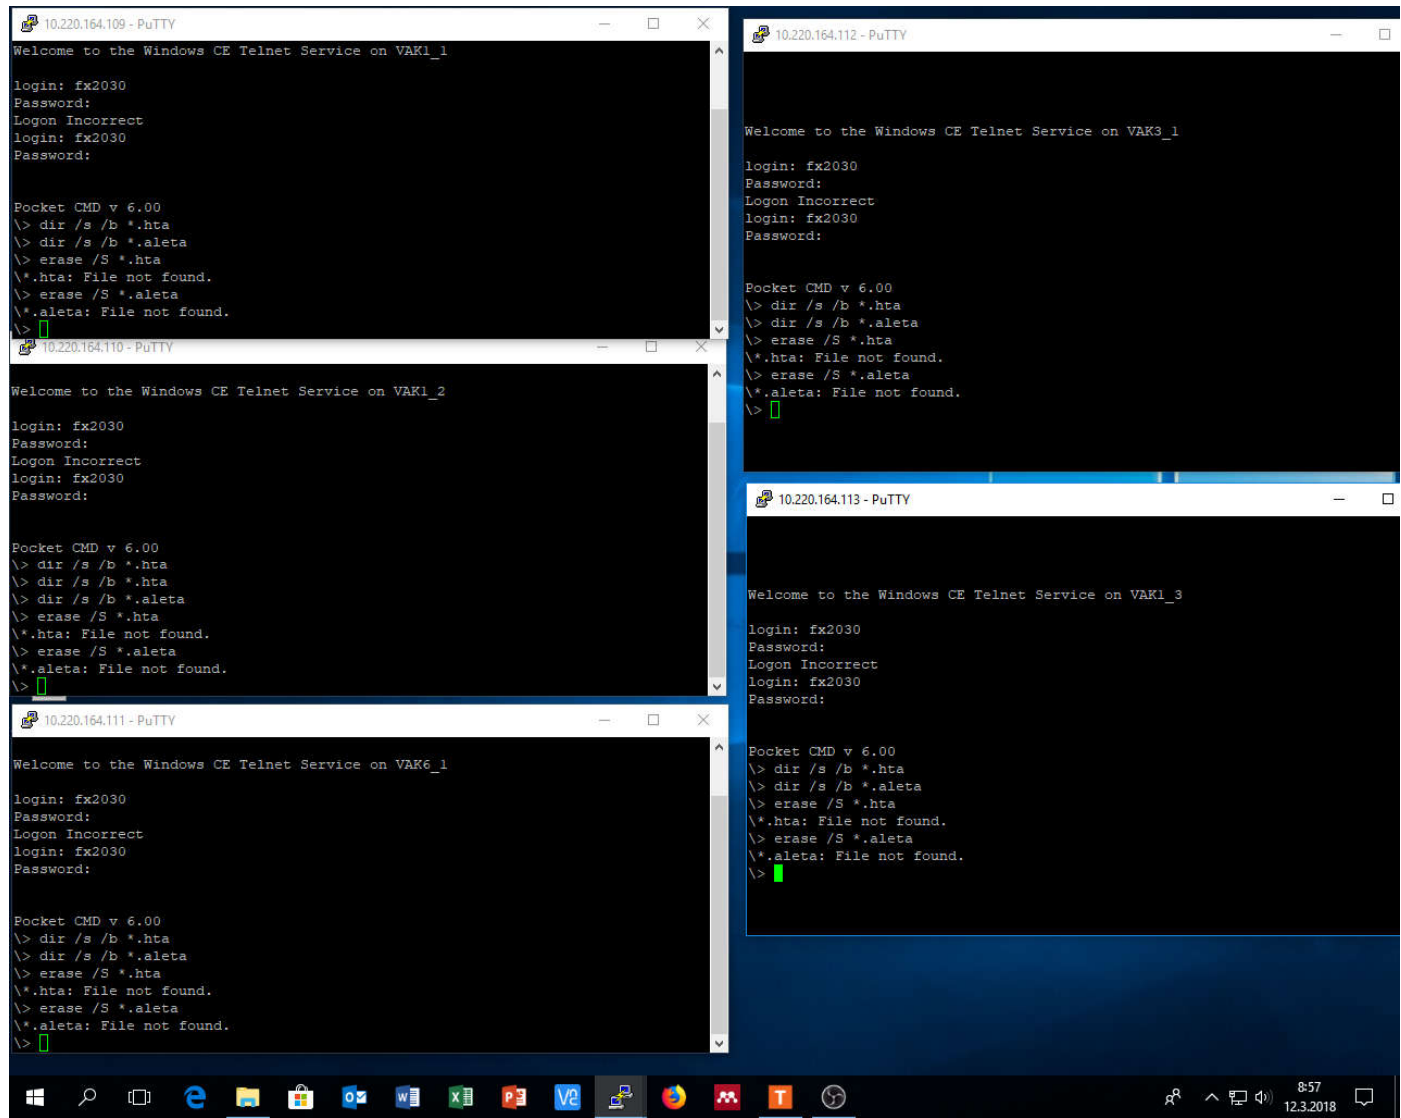 10.220.164.109 - PuTTY
Welcome to the Windows CE Telnet Service on VAK1_1
login: fx2030
Password:
Logon Incorrect
login: fx2030
Password:
Pocket CMD v 6.00
\> dir /s /b *.hta
\> dir /s /b *.aleta
\> erase /S *.hta
\*.hta: File not found.
\> erase /S *.aleta
\*.aleta: File not found.
\>
10.220.164.110 - PuTTY
Welcome to the Windows CE Telnet Service on VAK1_2
login: fx2030
Password:
Logon Incorrect
login: fx2030
Password:
Pocket CMD v 6.00
\> dir /s /b *.hta
\> dir /s /b *.hta
\> dir /s /b *.aleta
\> erase /S *.hta
\*.hta: File not found.
\> erase /S *.aleta
\*.aleta: File not found.
\>
10.220.164.111 - PuTTY
Welcome to the Windows CE Telnet Service on VAK6_1
login: fx2030
Password:
Logon Incorrect
login: fx2030
Password:
Pocket CMD v 6.00
\> dir /s /b *.hta
\> dir /s /b *.aleta
\> erase /S *.hta
\*.hta: File not found.
\> erase /S *.aleta
\*.aleta: File not found.
\>
10.220.164.112 - PuTTY
Welcome to the Windows CE Telnet Service on VAK3_1
login: fx2030
Password:
Logon Incorrect
login: fx2030
Password:
Pocket CMD v 6.00
\> dir /s /b *.hta
\> dir /s /b *.aleta
\> erase /S *.hta
\*.hta: File not found.
\> erase /S *.aleta
\*.aleta: File not found.
\>
10.220.164.113 - PuTTY
Welcome to the Windows CE Telnet Service on VAK1_3
login: fx2030
Password:
Logon Incorrect
login: fx2030
Password:
Pocket CMD v 6.00
\> dir /s /b *.hta
\> dir /s /b *.aleta
\> erase /S *.hta
\*.hta: File not found.
\> erase /S *.aleta
\*.aleta: File not found.
\>
8:57
12.3.2018